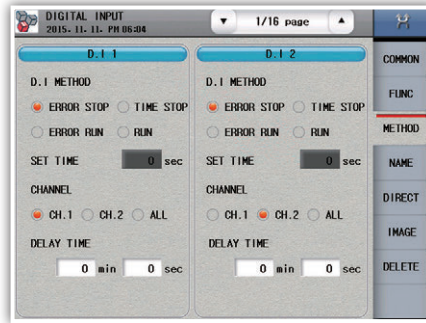 DIGITAL INPUT
2015. 11. 11. PM 06:04
▼ 1/16 page ▲
D.I 1
D.I METHOD
ERROR STOP TIME STOP
ERROR RUN RUN
SET TIME 0 sec
CHANNEL
CH.1 CH.2 ALL
DELAY TIME
0 min 0 sec
D.I 2
D.I METHOD
ERROR STOP TIME STOP
ERROR RUN RUN
SET TIME 0 sec
CHANNEL
CH.1 CH.2 ALL
DELAY TIME
0 min 0 sec
COMMON
FUNC
METHOD
NAME
DIRECT
IMAGE
DELETE